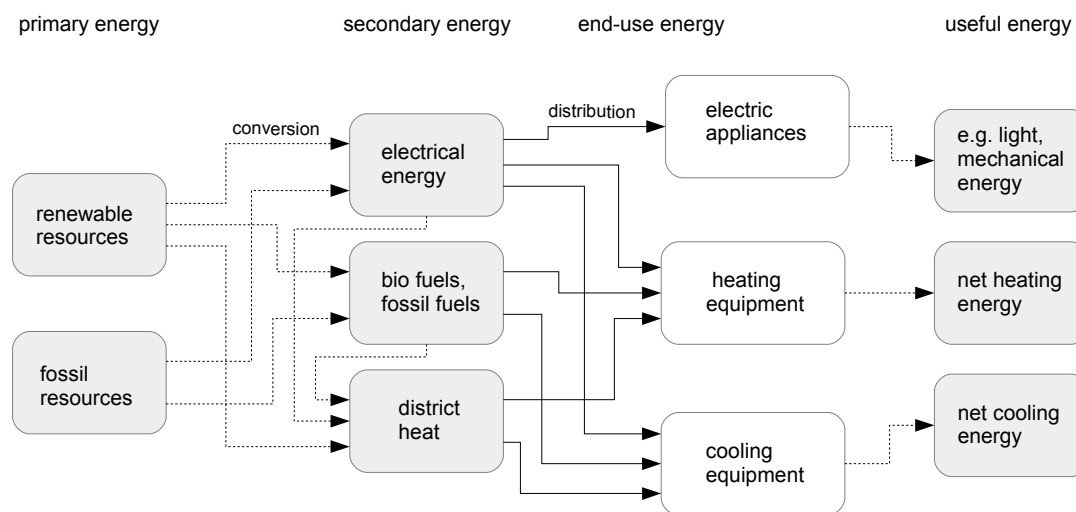 primary energy
secondary energy
end-use energy
useful energy
conversion
distribution
renewable
resources
fossil
resources
electrical
energy
bio fuels,
fossil fuels
district
heat
electric
appliances
heating
equipment
cooling
equipment
e.g. light,
mechanical
energy
net heating
energy
net cooling
energy